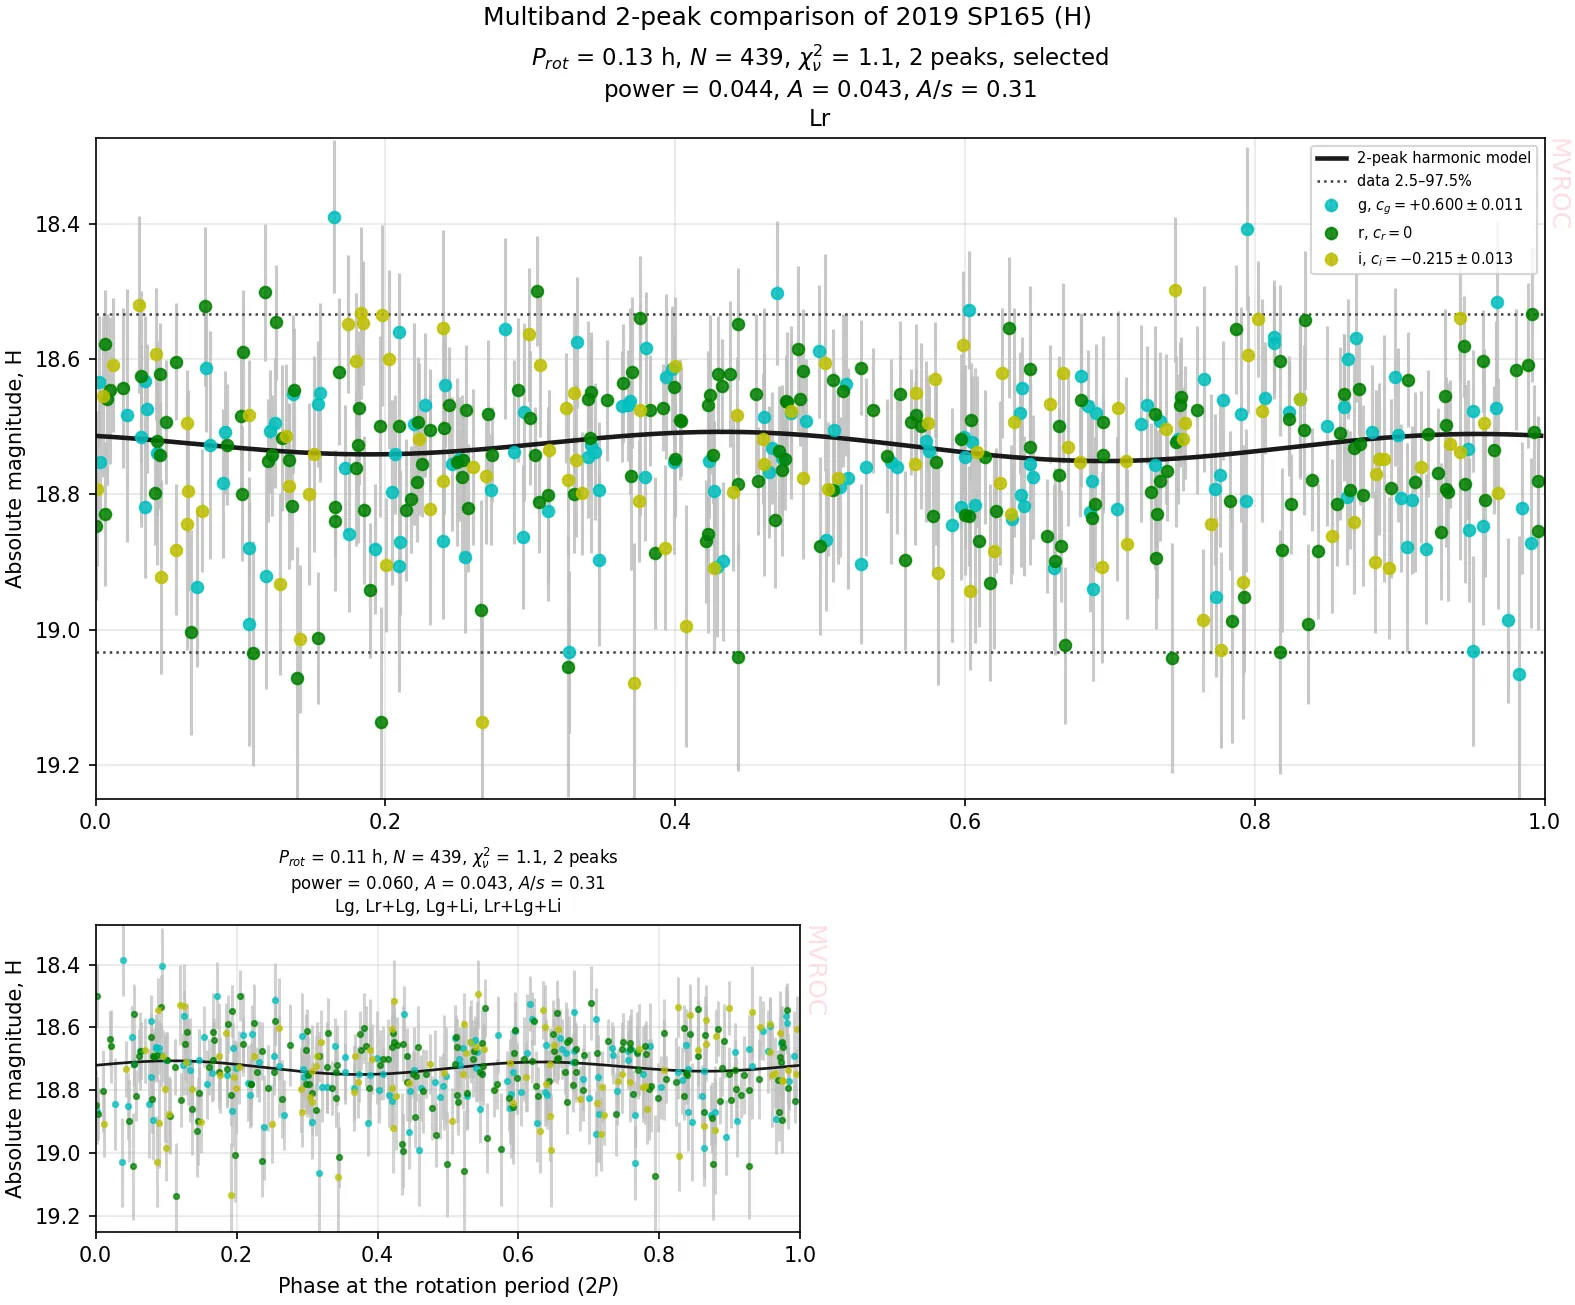 Multiband 2-peak comparison of 2019 SP165 (H)
P_rot = 0.13 h, N = 439, χ²_ν = 1.1, 2 peaks, selected
power = 0.044, A = 0.043, A/s = 0.31
Lr
MVROC
2-peak harmonic model
data 2.5–97.5%
g, c_g = +0.600 ± 0.011
r, c_r = 0
i, c_i = −0.215 ± 0.013
Absolute magnitude, H
18.4
18.6
18.8
19.0
19.2
0.0 0.2 0.4 0.6 0.8 1.0
P_rot = 0.11 h, N = 439, χ²_ν = 1.1, 2 peaks
power = 0.060, A = 0.043, A/s = 0.31
Lg, Lr+Lg, Lg+Li, Lr+Lg+Li
MVROC
Absolute magnitude, H
18.4
18.6
18.8
19.0
19.2
0.0 0.2 0.4 0.6 0.8 1.0
Phase at the rotation period (2P)